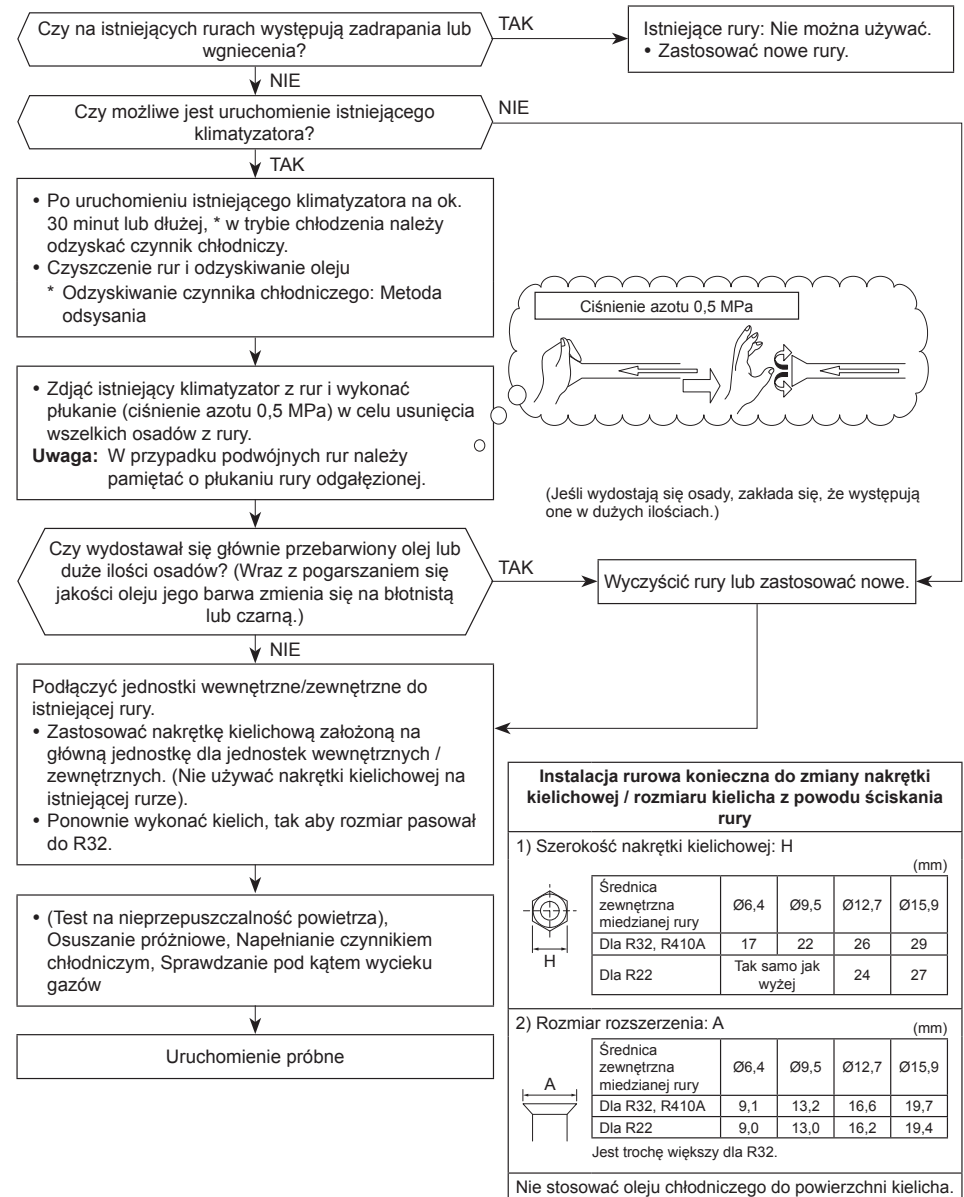 Czy na istniejących rurach występują zadrapania lub
wgniecenia?
TAK
Istniejące rury: Nie można używać.
• Zastosować nowe rury.
NIE
Czy możliwe jest uruchomienie istniejącego
klimatyzatora?
NIE
TAK
• Po uruchomieniu istniejącego klimatyzatora na ok.
30 minut lub dłużej, * w trybie chłodzenia należy
odzyskać czynnik chłodniczy.
• Czyszczenie rur i odzyskiwanie oleju
* Odzyskiwanie czynnika chłodniczego: Metoda
odsysania
Ciśnienie azotu 0,5 MPa
• Zdjąć istniejący klimatyzator z rur i wykonać
płukanie (ciśnienie azotu 0,5 MPa) w celu usunięcia
wszelkich osadów z rury.
Uwaga: W przypadku podwójnych rur należy
pamiętać o płukaniu rury odgałęzionej.
(Jeśli wydostają się osady, zakłada się, że występują
one w dużych ilościach.)
Czy wydostawał się głównie przebarwiony olej lub
duże ilości osadów? (Wraz z pogarszaniem się
jakości oleju jego barwa zmienia się na błotnistą
lub czarną.)
TAK
Wyczyścić rury lub zastosować nowe.
NIE
Podłączyć jednostki wewnętrzne/zewnętrzne do
istniejącej rury.
• Zastosować nakrętkę kielichową założoną na
główną jednostkę dla jednostek wewnętrznych /
zewnętrznych. (Nie używać nakrętki kielichowej na
istniejącej rurze).
• Ponownie wykonać kielich, tak aby rozmiar pasował
do R32.
• (Test na nieprzepuszczalność powietrza),
Osuszanie próżniowe, Napełnianie czynnikiem
chłodniczym, Sprawdzanie pod kątem wycieku
gazów
Uruchomienie próbne
Instalacja rurowa konieczna do zmiany nakrętki
kielichowej / rozmiaru kielicha z powodu ściskania
rury
1) Szerokość nakrętki kielichowej: H
(mm)
H
Średnica
zewnętrzna
miedzianej rury
Ø6,4 Ø9,5 Ø12,7 Ø15,9
Dla R32, R410A 17 22 26 29
Dla R22 Tak samo jak
wyżej 24 27
2) Rozmiar rozszerzenia: A
(mm)
A
Średnica
zewnętrzna
miedzianej rury
Ø6,4 Ø9,5 Ø12,7 Ø15,9
Dla R32, R410A 9,1 13,2 16,6 19,7
Dla R22 9,0 13,0 16,2 19,4
Jest trochę większy dla R32.
Nie stosować oleju chłodniczego do powierzchni kielicha.